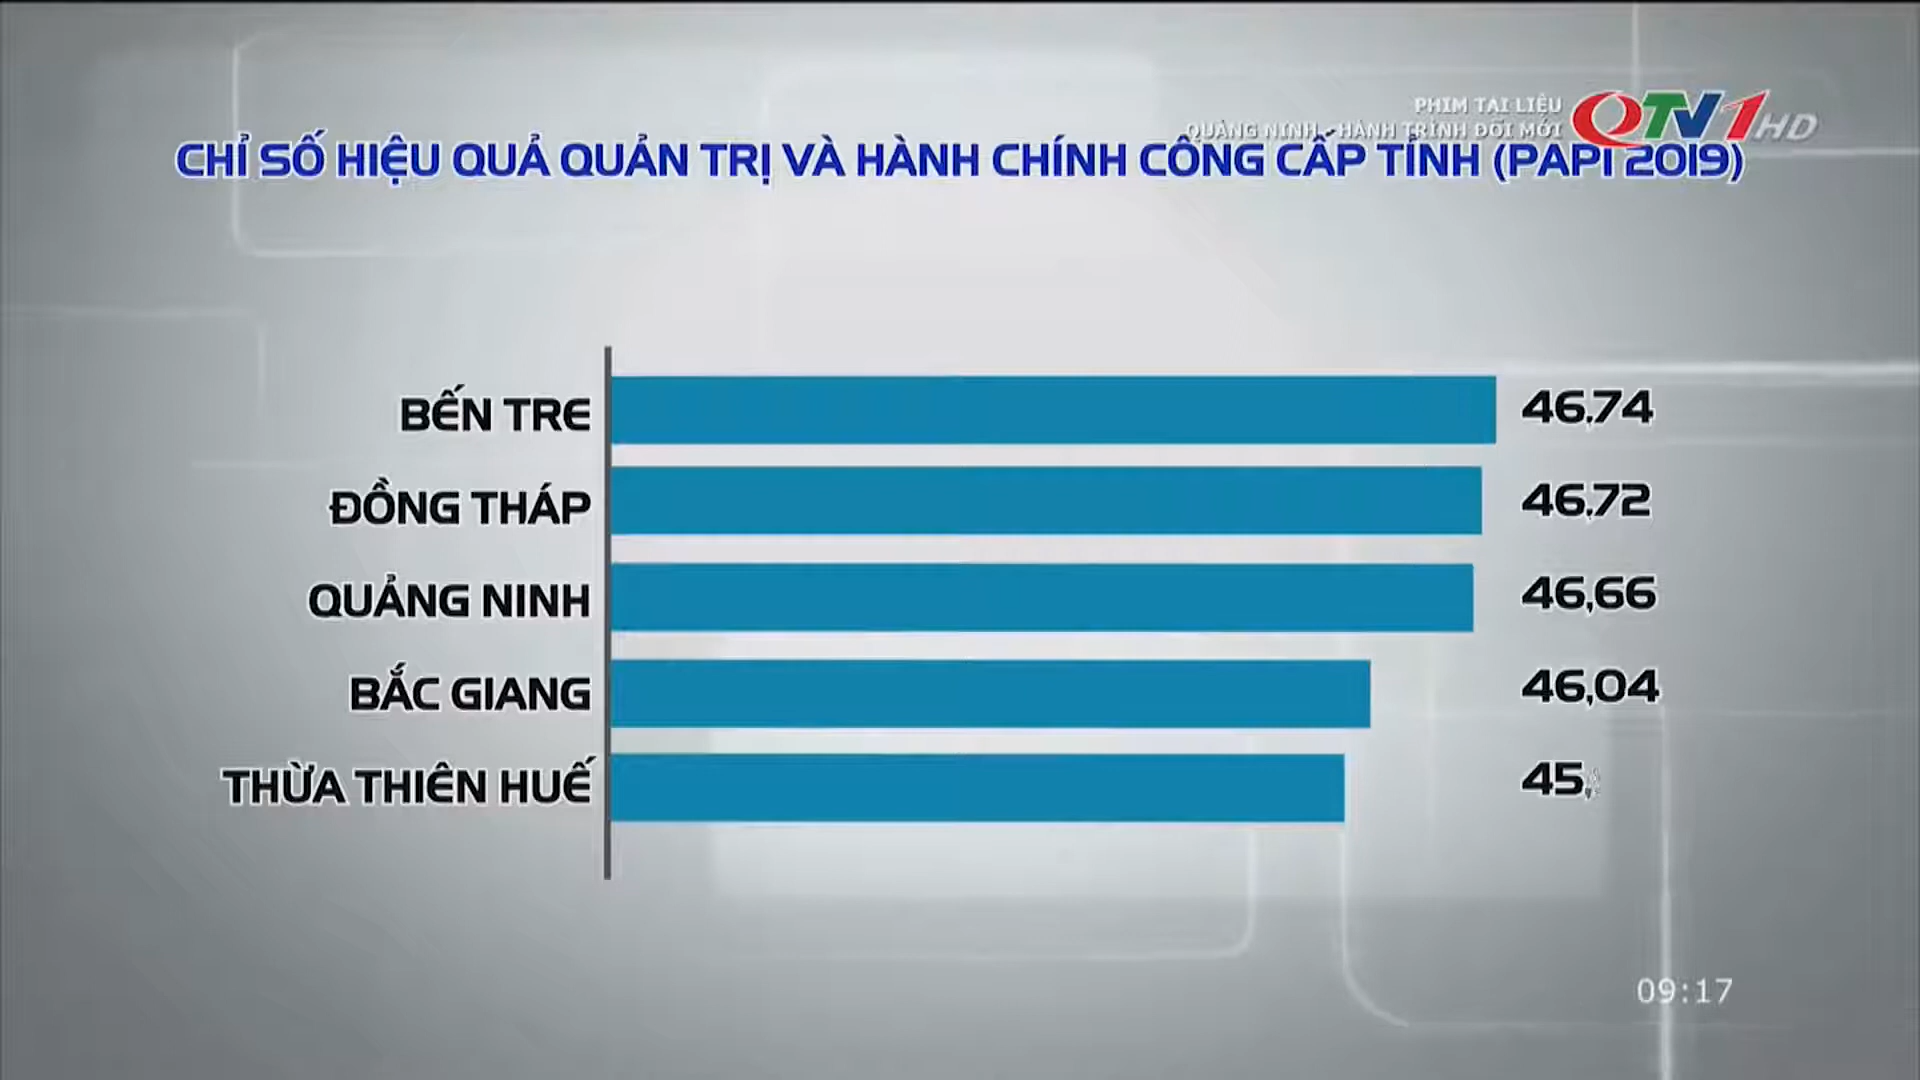 PHIM TÀI LIỆU
QUẢNG NINH - HÀNH TRÌNH ĐỔI MỚI
QTV1HD
CHỈ SỐ HIỆU QUẢ QUẢN TRỊ VÀ HÀNH CHÍNH CÔNG CẤP TỈNH (PAPI 2019)
BẾN TRE 46,74
ĐỒNG THÁP 46,72
QUẢNG NINH 46,66
BẮC GIANG 46,04
THỪA THIÊN HUẾ 45,
09:17